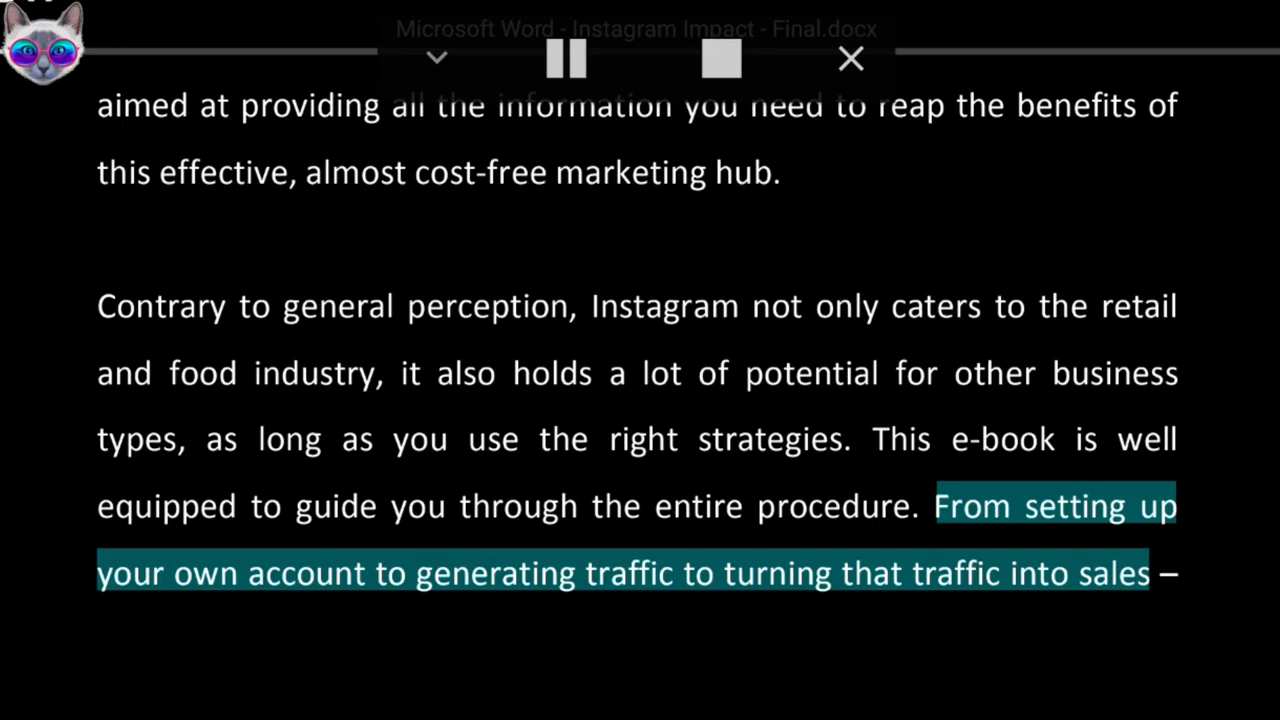 Microsoft Word - Instagram Impact - Final.docx
aimed at providing all the information you need to reap the benefits of
this effective, almost cost-free marketing hub.
Contrary to general perception, Instagram not only caters to the retail
and food industry, it also holds a lot of potential for other business
types, as long as you use the right strategies. This e-book is well
equipped to guide you through the entire procedure. From setting up
your own account to generating traffic to turning that traffic into sales –